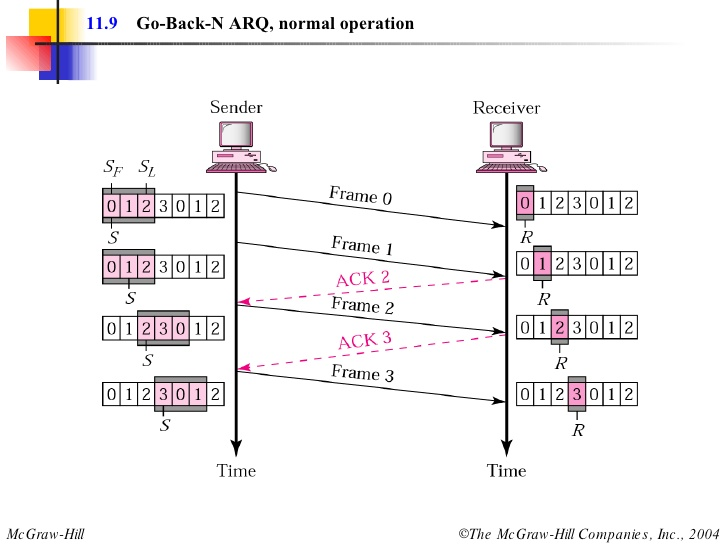 11.9 Go-Back-N ARQ, normal operation
Sender Receiver
SF SL
Frame 0
0 1 2 3 0 1 2
0 1 2 3 0 1 2
S
R
Frame 1
0 1 2 3 0 1 2
0 1 2 3 0 1 2
ACK 2
S
R
Frame 2
0 1 2 3 0 1 2
0 1 2 3 0 1 2
ACK 3
S
R
Frame 3
0 1 2 3 0 1 2
0 1 2 3 0 1 2
S
R
Time Time
McGraw-Hill ©The McGraw-Hill Companies, Inc., 2004